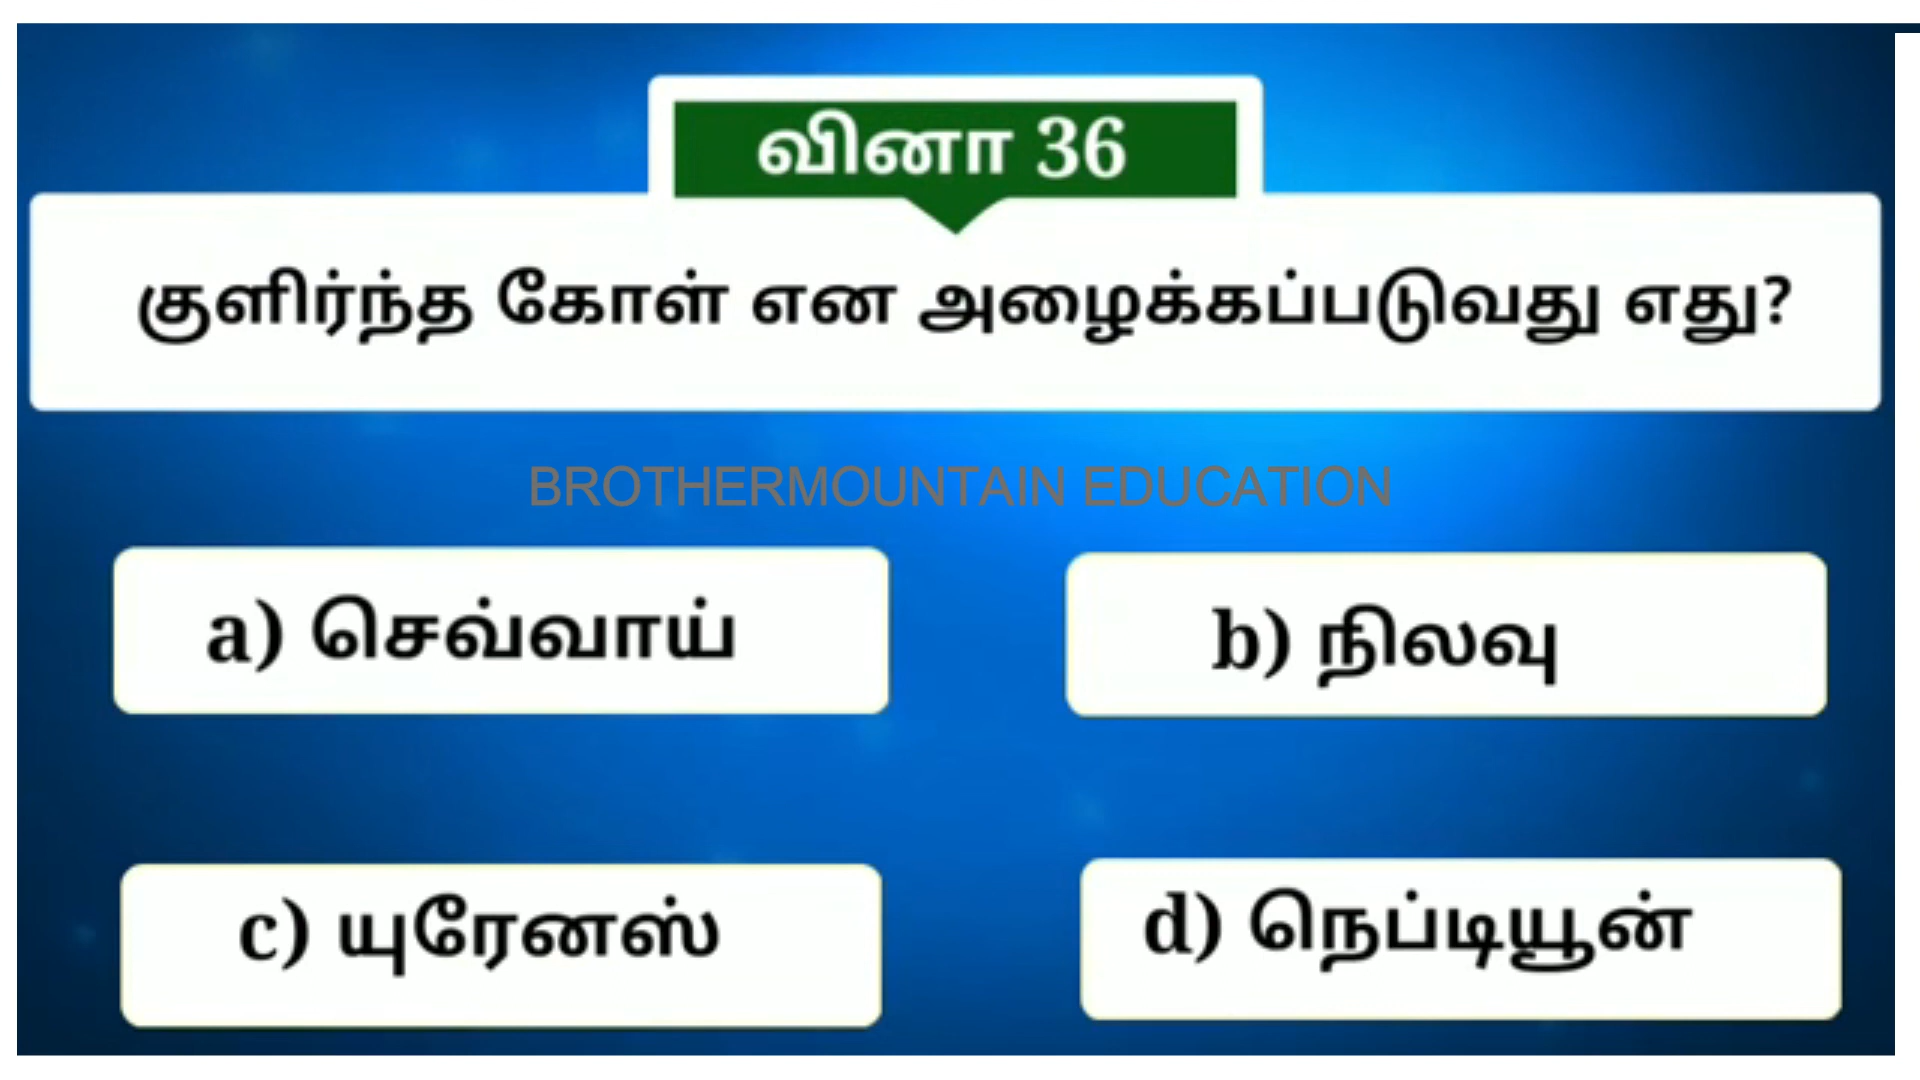 வினா 36
குளிர்ந்த கோள் என அழைக்கப்படுவது எது?
BROTHERMOUNTAIN EDUCATION
a) செவ்வாய்
b) நிலவு
c) யுரேனஸ்
d) நெப்டியூன்